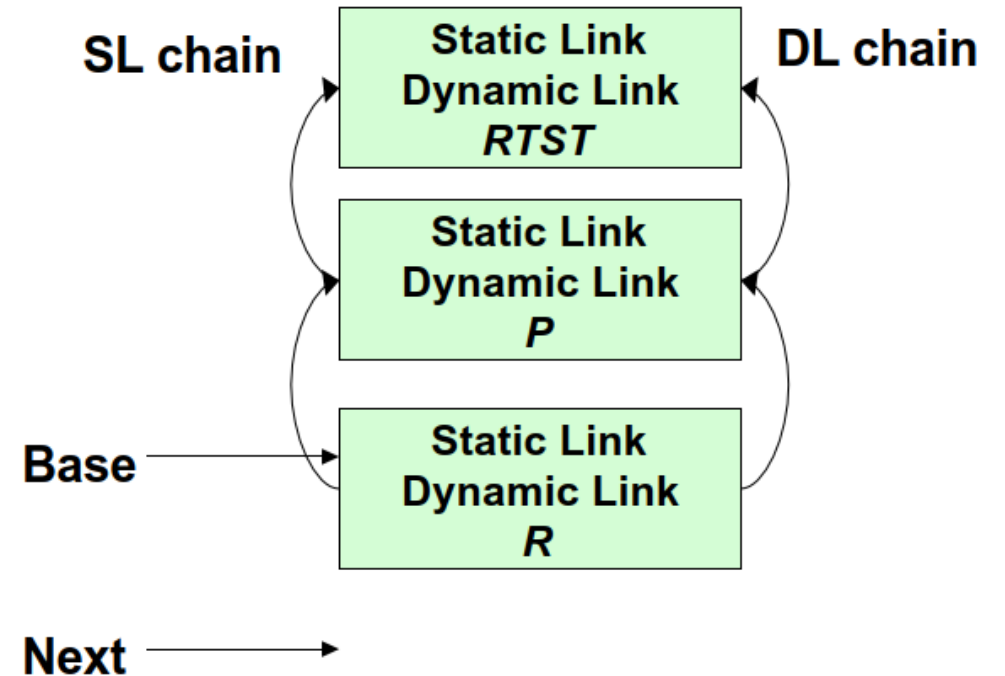 SL chain
DL chain
Static Link
Dynamic Link
RTST
Static Link
Dynamic Link
P
Base
Static Link
Dynamic Link
R
Next